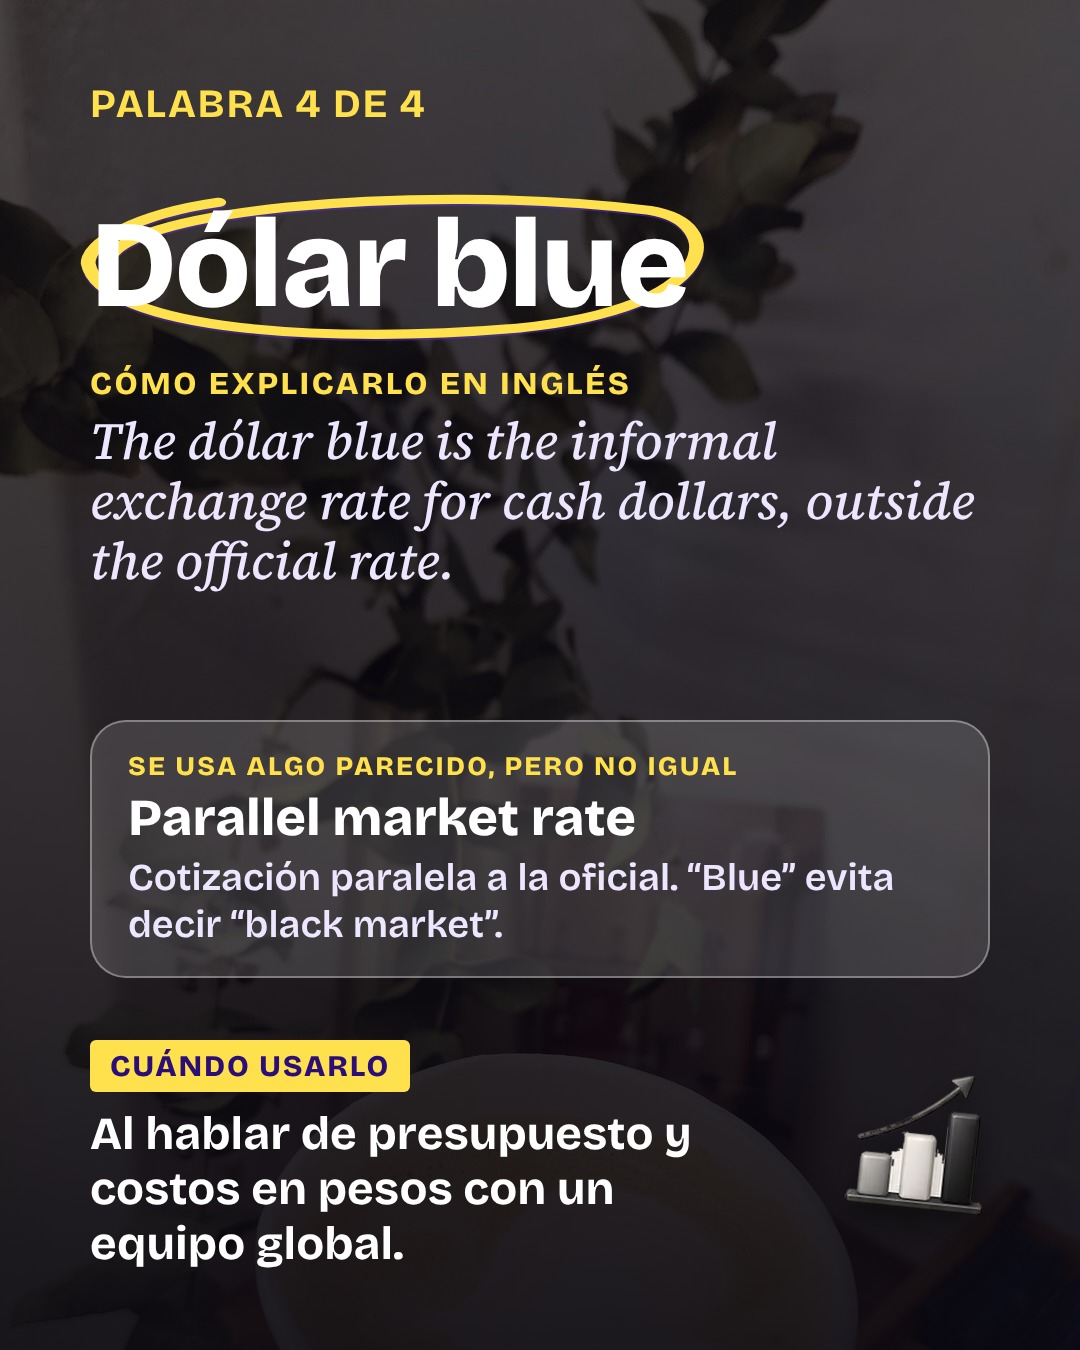 PALABRA 4 DE 4
Dólar blue
CÓMO EXPLICARLO EN INGLÉS
The dólar blue is the informal
exchange rate for cash dollars, outside
the official rate.
SE USA ALGO PARECIDO, PERO NO IGUAL
Parallel market rate
Cotización paralela a la oficial. “Blue” evita
decir “black market”.
CUÁNDO USARLO
Al hablar de presupuesto y
costos en pesos con un
equipo global.